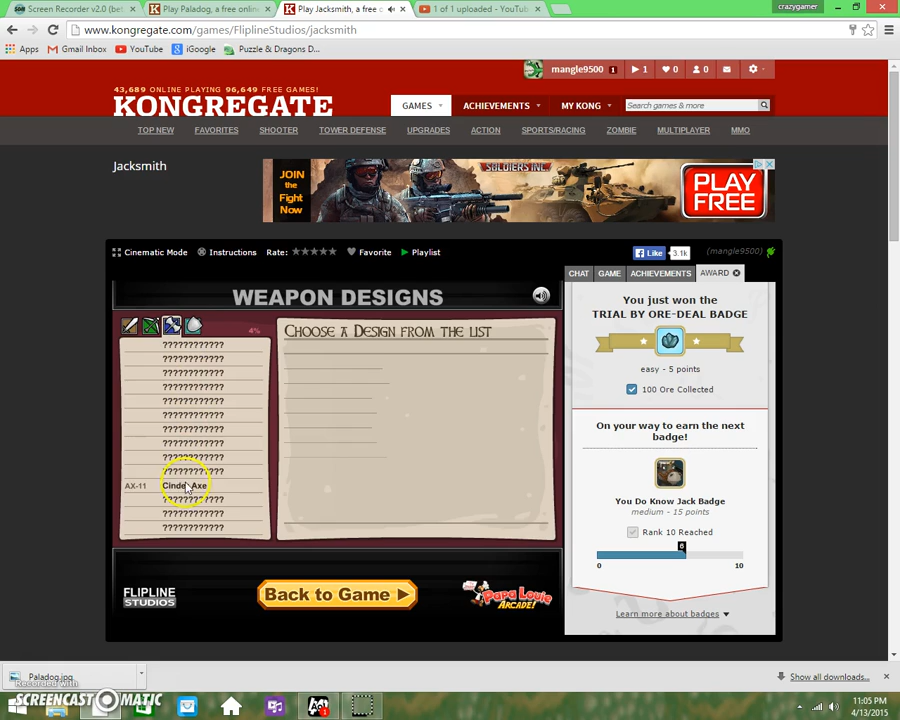 crazygamer
Screen Recorder v2.0 (bet
Play Paladog, a free onlin
Play Jacksmith, a free c
1 of 1 uploaded - YouTub
www.kongregate.com/games/FliplineStudios/jacksmith
Apps
Gmail Inbox
YouTube
iGoogle
Puzzle & Dragons D...
mangle9500 1
1
0
0
43,689 ONLINE PLAYING 96,649 FREE GAMES!
KONGREGATE
GAMES
ACHIEVEMENTS
MY KONG
Search games & more
TOP NEW
FAVORITES
SHOOTER
TOWER DEFENSE
UPGRADES
ACTION
SPORTS/RACING
ZOMBIE
MULTIPLAYER
MMO
Jacksmith
JOIN
the
Fight
Now
SOLDIERS INC.
PLAY
FREE
Cinematic Mode
Instructions
Rate:
Favorite
Playlist
Like
3.1k
(mangle9500)
CHAT
GAME
ACHIEVEMENTS
AWARD
WEAPON DESIGNS
4%
CHOOSE A DESIGN FROM THE LIST
????????????
????????????
????????????
????????????
????????????
????????????
????????????
????????????
????????????
????????????
AX-11 Cinder Axe
????????????
????????????
????????????
FLIPLINE
STUDIOS
Back to Game
Papa Louie
ARCADE!
You just won the
TRIAL BY ORE-DEAL BADGE
easy - 5 points
100 Ore Collected
On your way to earn the next
badge!
You Do Know Jack Badge
medium - 15 points
Rank 10 Reached
6
0
10
Learn more about badges
Paladog.jpg
Show all downloads...
Recorded with
SCREENCAST-O-MATIC
1
11:05 PM
4/13/2015